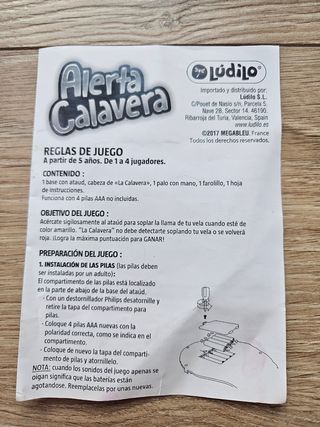 Alerta
Calavera
Lúdilo
Importado y distribuido por:
Lúdilo S.L.
C/Pouet de Nasio s/n, Parcela 5
Nave 2B, Sector 14, 46190,
Ribarroja del Turia, Valencia, Spain
www.ludilo.es
©2017 MEGABLEU, France
Todos los derechos reservados.
REGLAS DE JUEGO
A partir de 5 años. De 1 a 4 jugadores.
CONTENIDO :
1 base con ataud, cabeza de «La Calavera», 1 palo con mano, 1 farolillo, 1 hoja
de instrucciones.
Funciona con 4 pilas AAA no incluidas.
OBJETIVO DEL JUEGO :
Acércate sigilosamente al ataúd para soplar la llama de tu vela cuando esté de
color amarillo. "La Calavera" no debe detectarte soplando tu vela o se volverá
roja. ¡Logra la máxima puntuación para GANAR!
PREPARACIÓN DEL JUEGO :
1. INSTALACIÓN DE LAS PILAS (las pilas deben
ser instaladas por un adulto):
El compartimento de las pilas está localizado
en la parte de abajo de la base del ataúd.
- Con un destornillador Philips desatornille y
retire la tapa del compartimento para
pilas.
- Coloque 4 pilas AAA nuevas con la
polaridad correcta, como se indica en el
compartimento.
- Coloque de nuevo la tapa del comparti-
mento de pilas y atorníllelo.
NOTA: cuando los sonidos del juego apenas se
oigan significa que las baterías están
agotandose. Reemplacelas por unas nuevas.